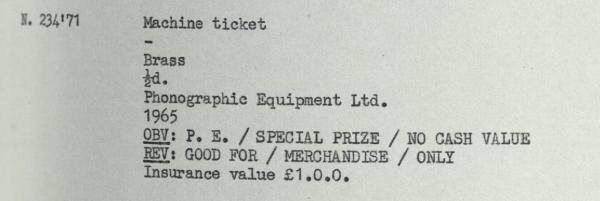 N. 234'71 Machine ticket
-
Brass
½d.
Phonographic Equipment Ltd.
1965
OBV: P. E. / SPECIAL PRIZE / NO CASH VALUE
REV: GOOD FOR / MERCHANDISE / ONLY
Insurance value £1.0.0.